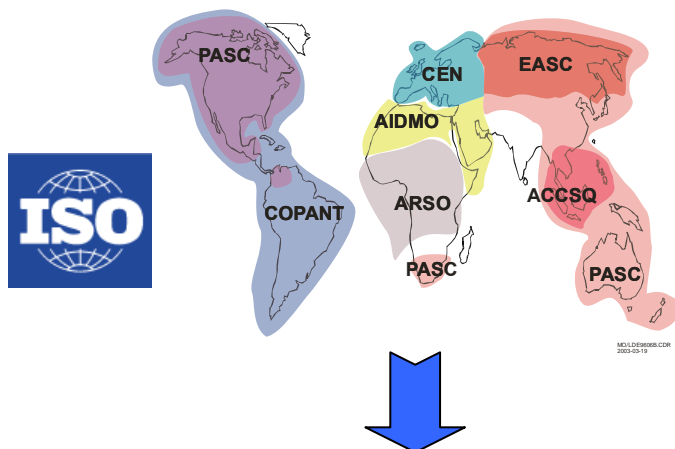 PASC
CEN
EASC
AIDMO
ISO
COPANT
ARSO
ACCSQ
PASC
PASC
MO/LDE9606B.CDR
2003-03-19